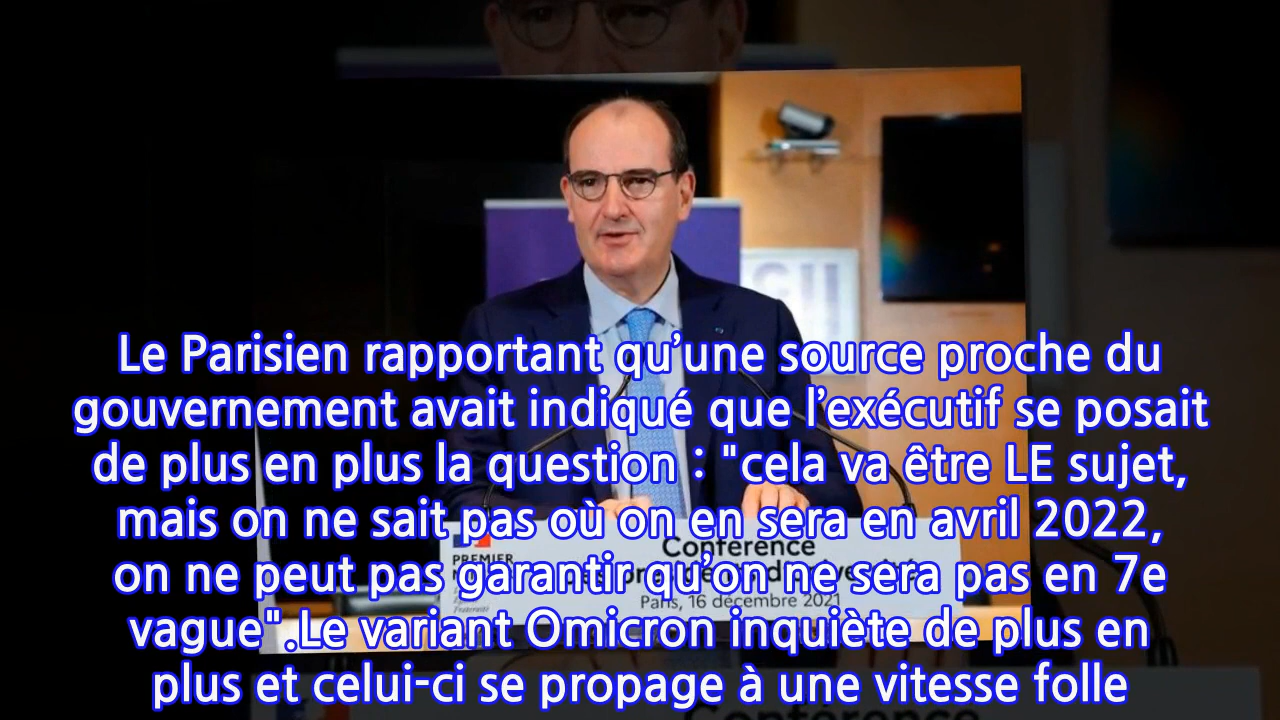 Le Parisien rapportant qu’une source proche du
gouvernement avait indiqué que l’exécutif se posait
de plus en plus la question : "cela va être LE sujet,
mais on ne sait pas où on en sera en avril 2022,
on ne peut pas garantir qu’on ne sera pas en 7e
vague".Le variant Omicron inquiète de plus en
plus et celui-ci se propage à une vitesse folle
Conférence
PREMIER
Paris, 16 décembre 2021
Conférence